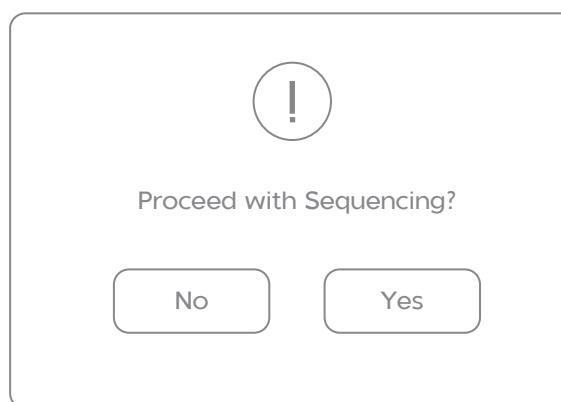 !
Proceed with Sequencing?
No
Yes